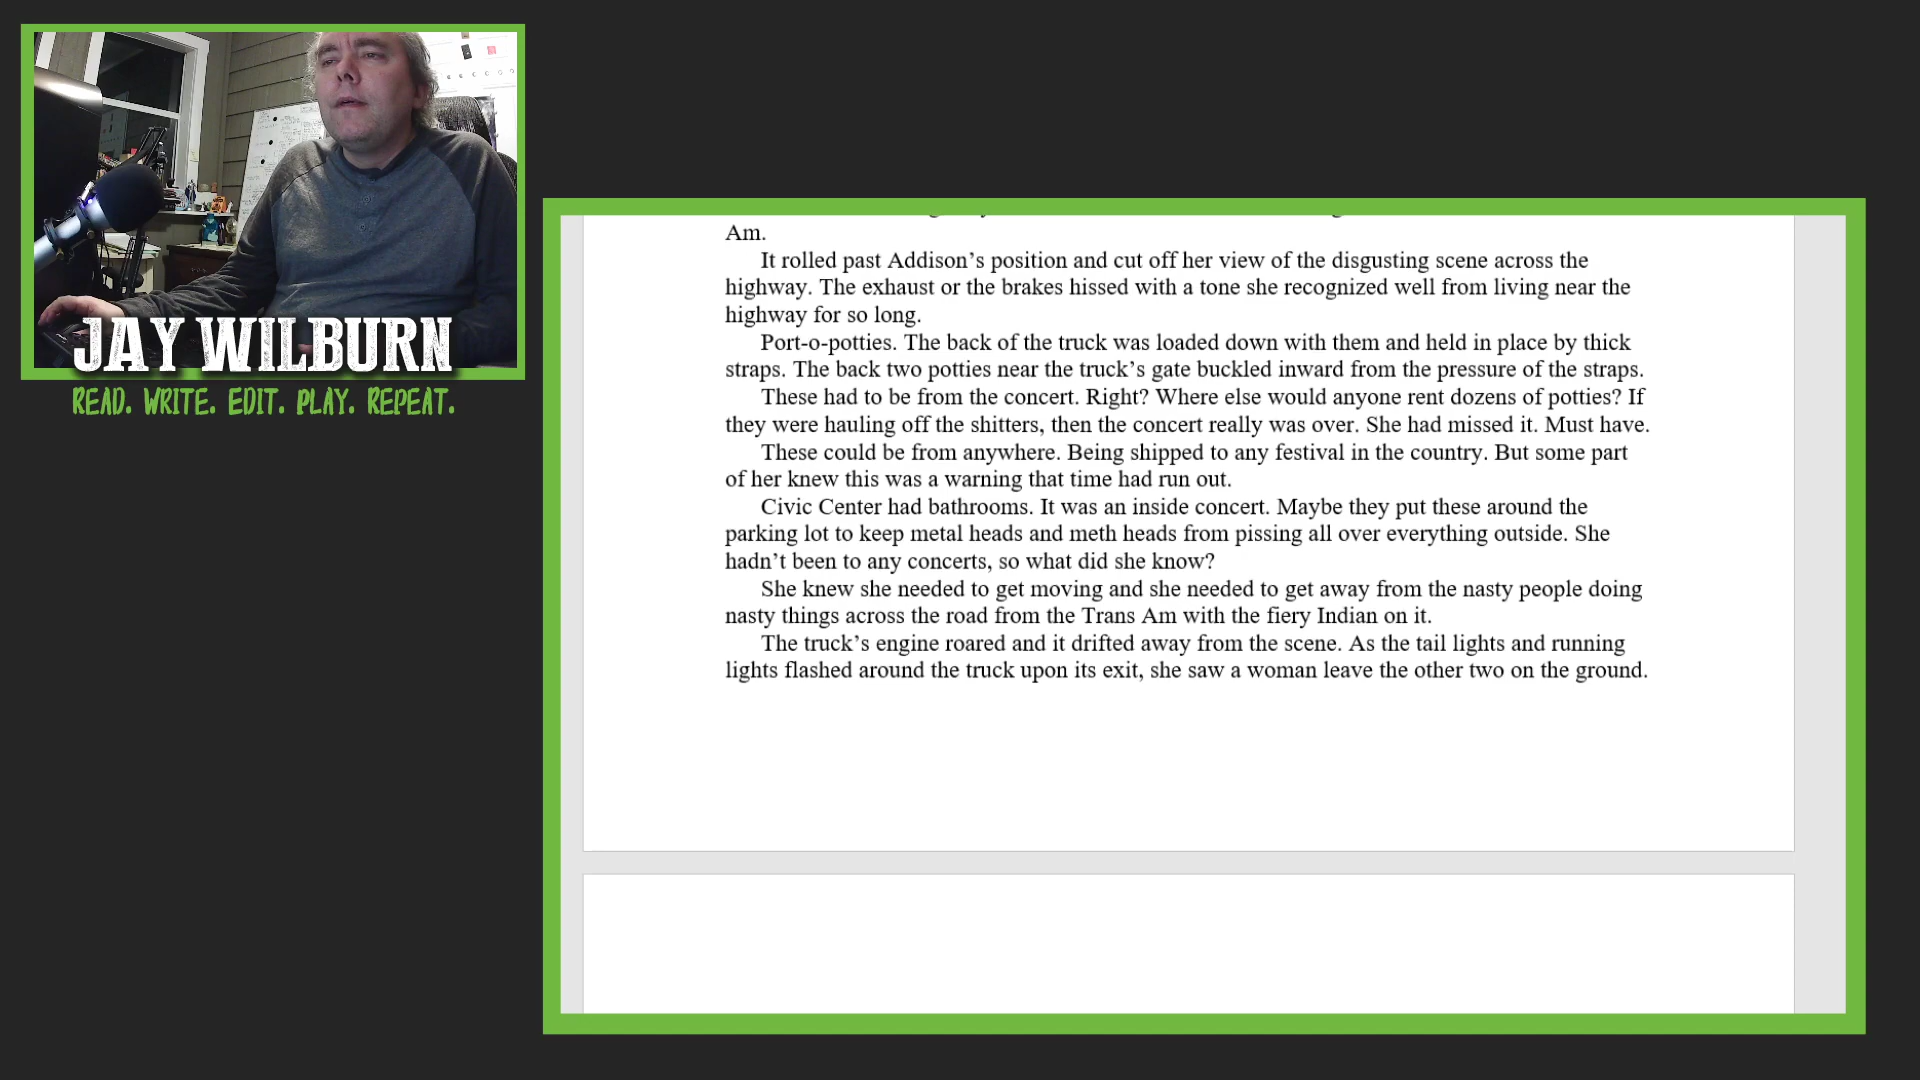 JAY WILBURN
READ. WRITE. EDIT. PLAY. REPEAT.
Am.
It rolled past Addison’s position and cut off her view of the disgusting scene across the
highway. The exhaust or the brakes hissed with a tone she recognized well from living near the
highway for so long.
Port-o-potties. The back of the truck was loaded down with them and held in place by thick
straps. The back two potties near the truck’s gate buckled inward from the pressure of the straps.
These had to be from the concert. Right? Where else would anyone rent dozens of potties? If
they were hauling off the shitters, then the concert really was over. She had missed it. Must have.
These could be from anywhere. Being shipped to any festival in the country. But some part
of her knew this was a warning that time had run out.
Civic Center had bathrooms. It was an inside concert. Maybe they put these around the
parking lot to keep metal heads and meth heads from pissing all over everything outside. She
hadn’t been to any concerts, so what did she know?
She knew she needed to get moving and she needed to get away from the nasty people doing
nasty things across the road from the Trans Am with the fiery Indian on it.
The truck’s engine roared and it drifted away from the scene. As the tail lights and running
lights flashed around the truck upon its exit, she saw a woman leave the other two on the ground.